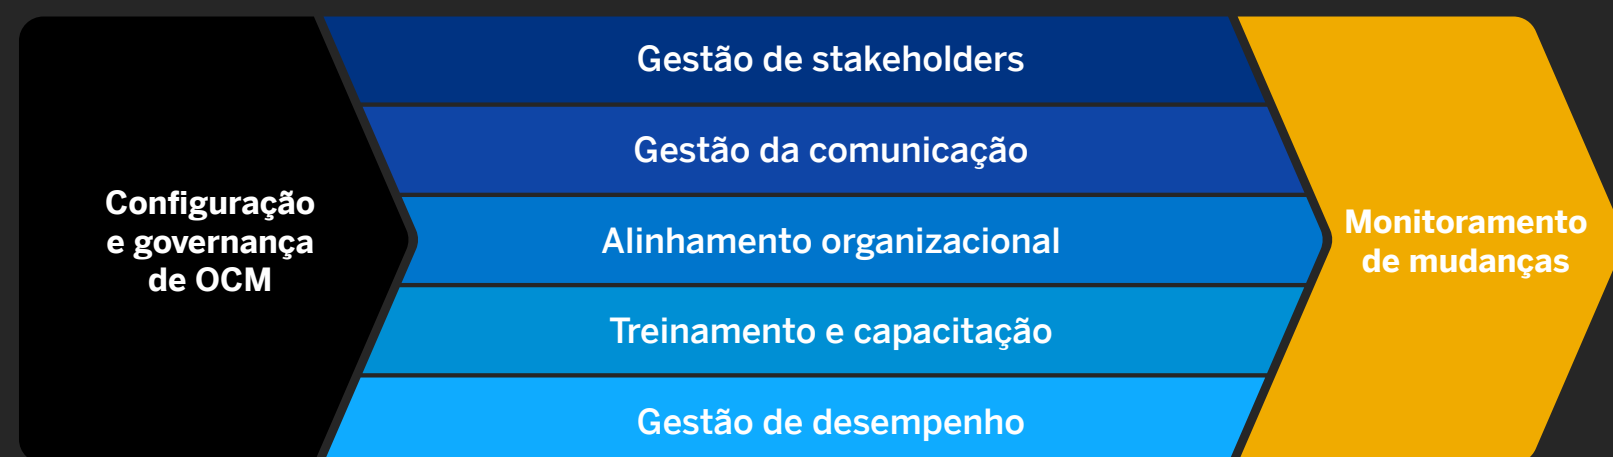 Configuração
e governança
de OCM
Gestão de stakeholders
Gestão da comunicação
Alinhamento organizacional
Treinamento e capacitação
Gestão de desempenho
Monitoramento
de mudanças